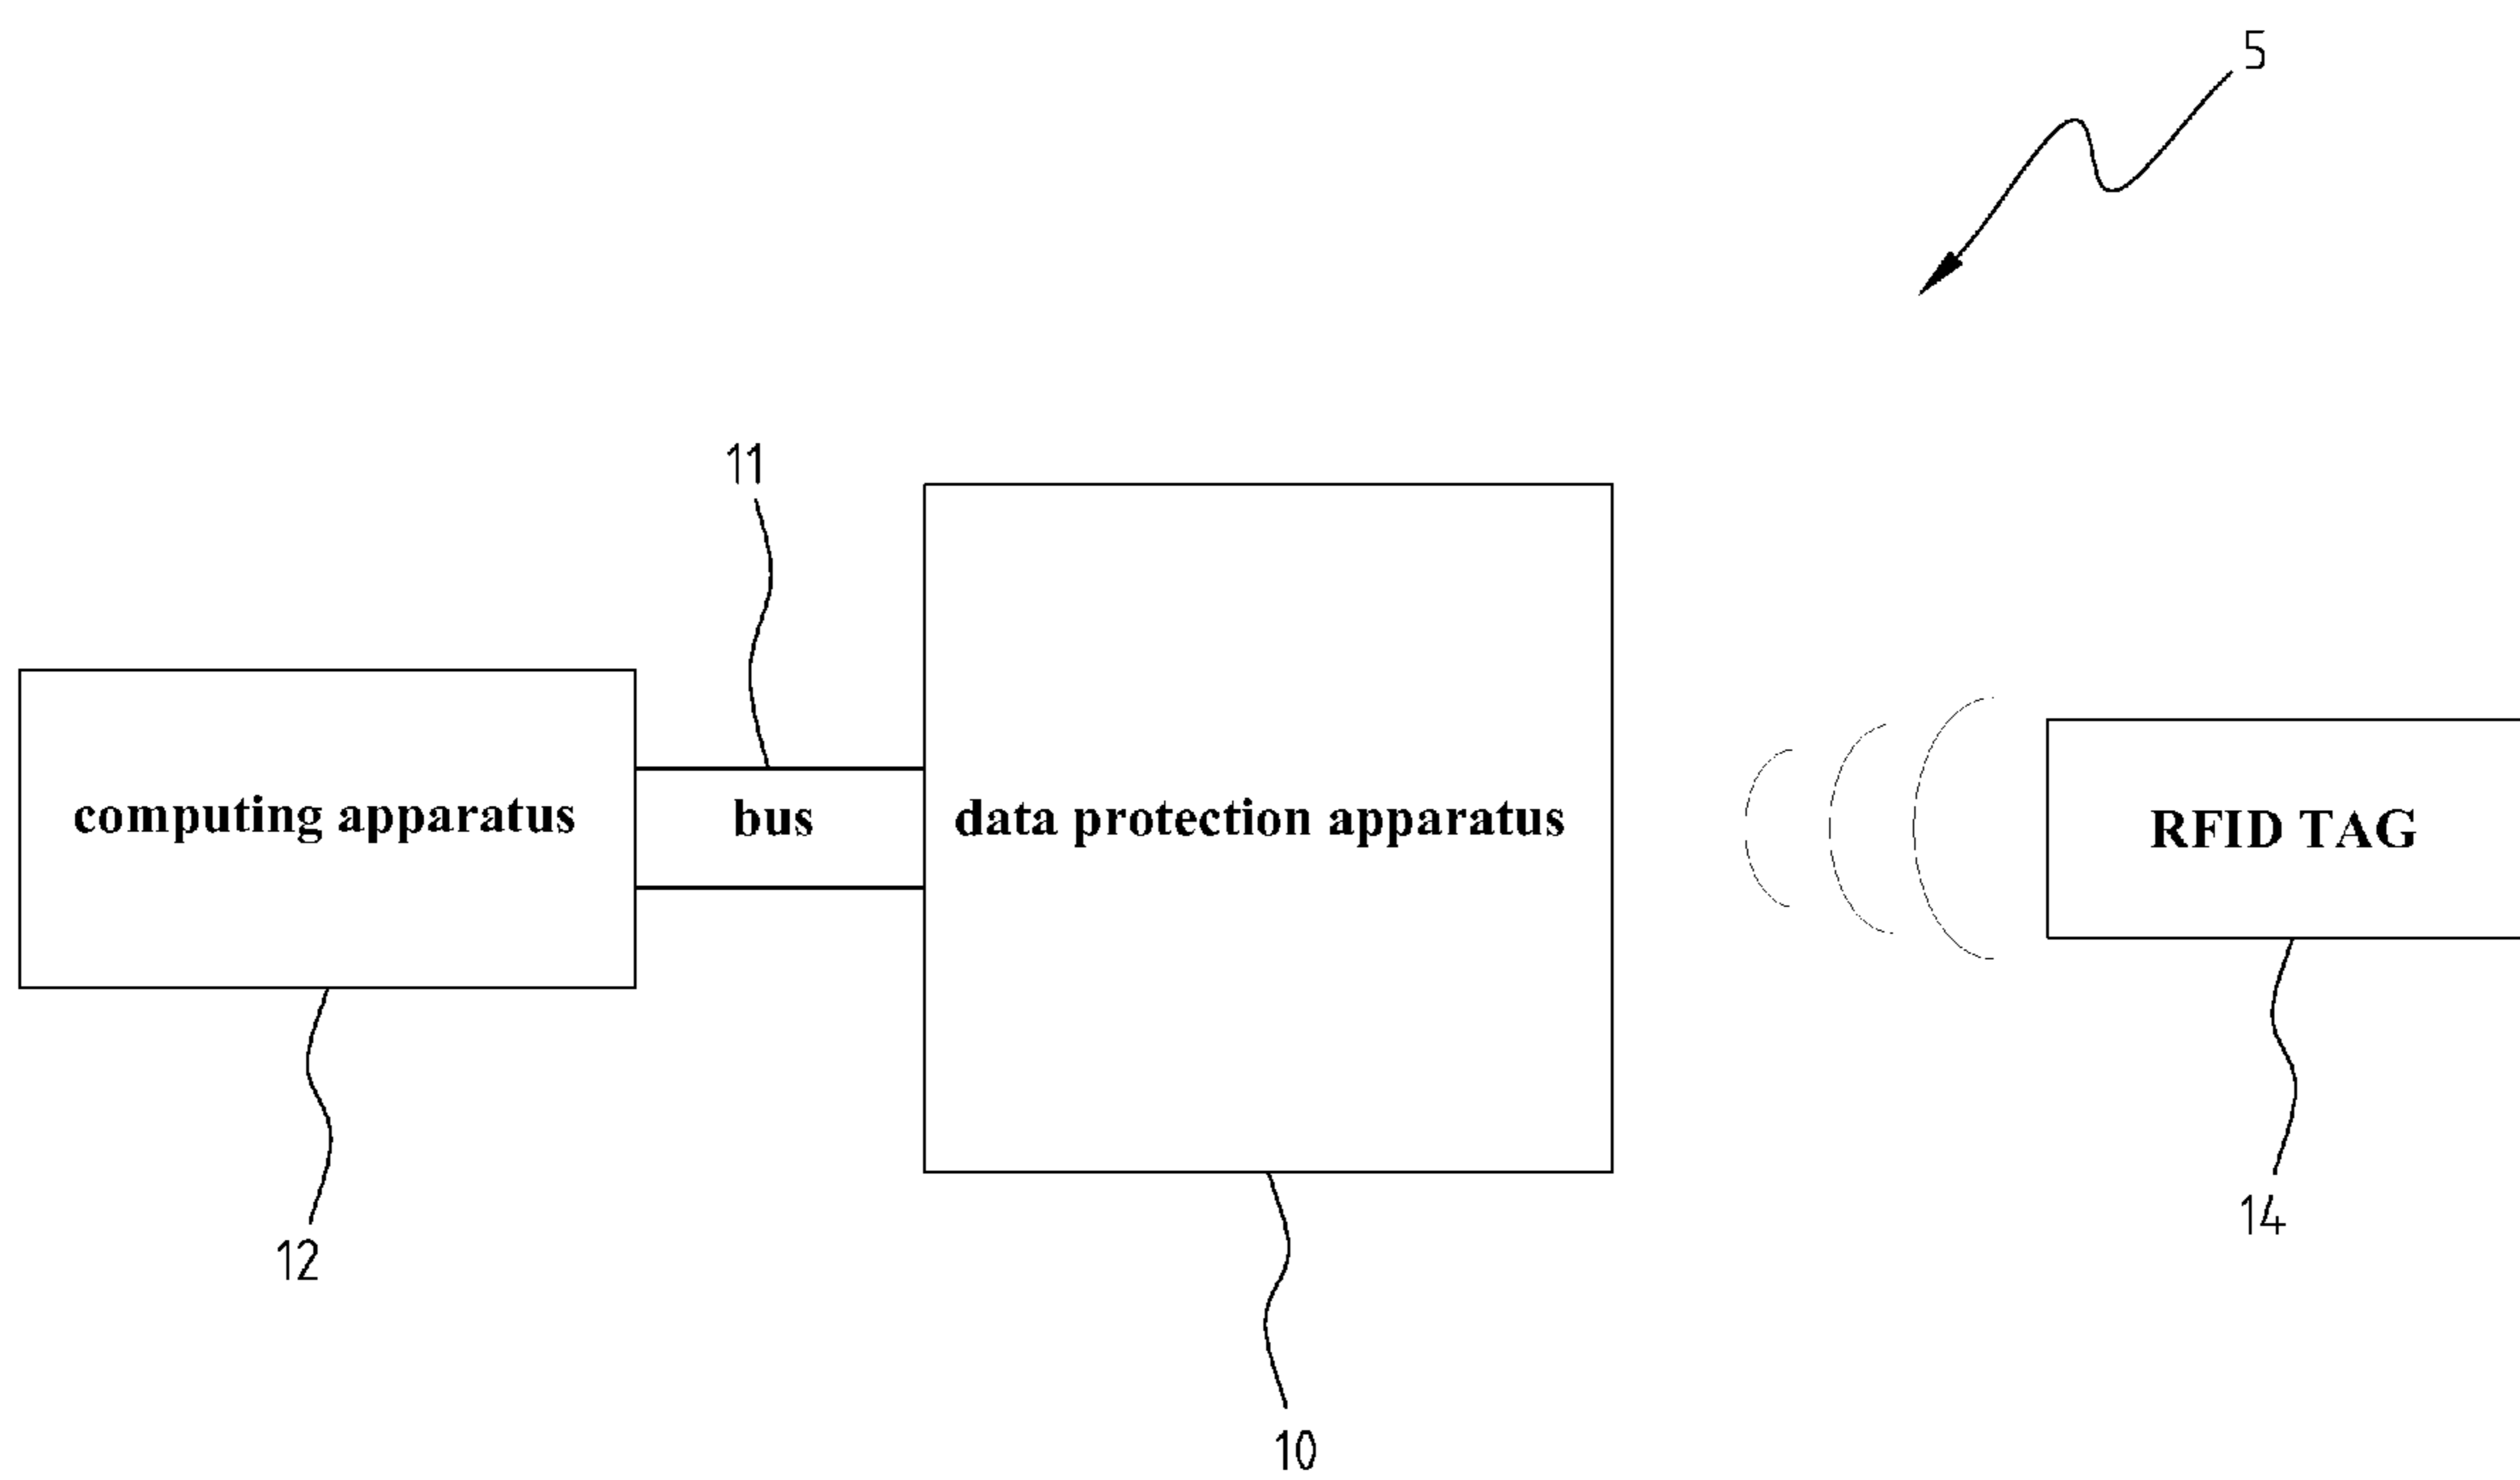 5
11
computing apparatus
bus
data protection apparatus
RFID TAG
12
14
10